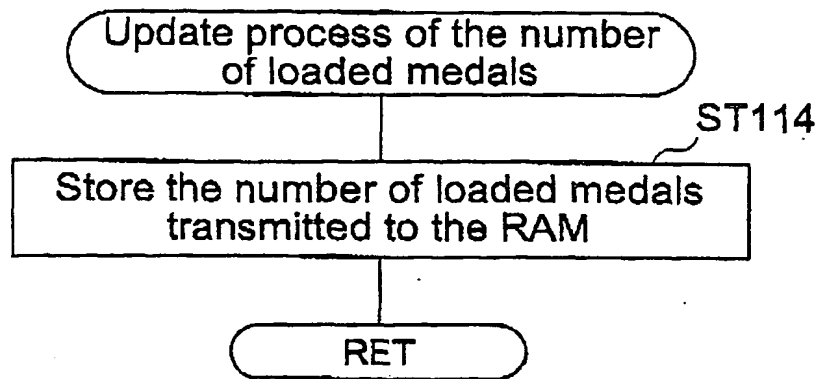 Update process of the number
of loaded medals
ST114
Store the number of loaded medals
transmitted to the RAM
RET